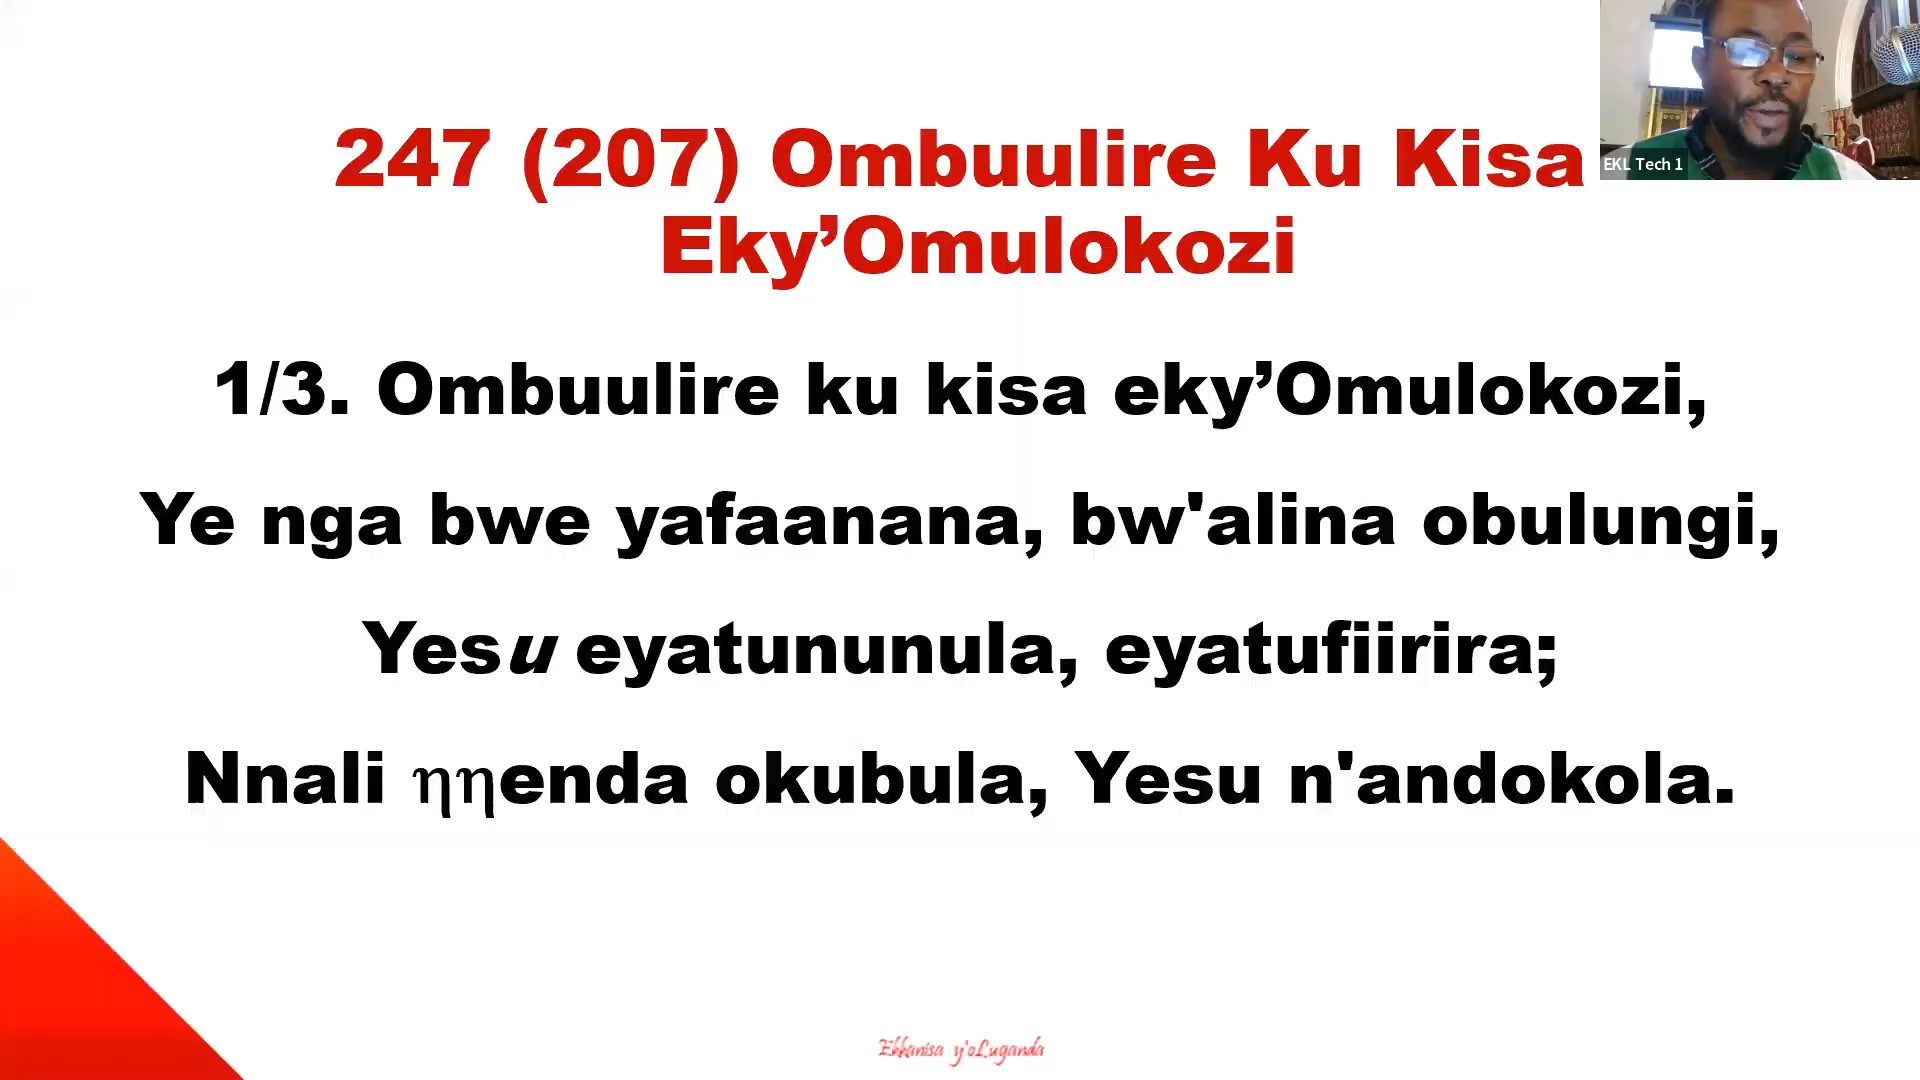 247 (207) Ombuulire Ku Kisa
Eky’Omulokozi
EKL Tech 1
1/3. Ombuulire ku kisa eky’Omulokozi,
Ye nga bwe yafaanana, bw'alina obulungi,
Yesu eyatununula, eyatufiirira;
Nnali ηηenda okubula, Yesu n'andokola.
Ekkanisa y'oLuganda